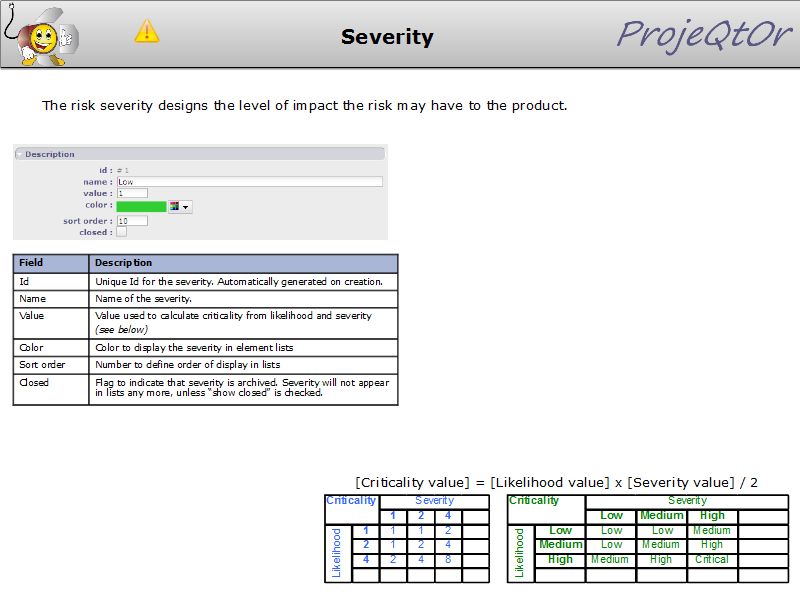 Severity
ProjeQtOr
The risk severity designs the level of impact the risk may have to the product.
Description
id : # 1
name : Low
value : 1
color :
sort order : 10
closed :
Field Description
Id Unique Id for the severity. Automatically generated on creation.
Name Name of the severity.
Value Value used to calculate criticality from likelihood and severity
(see below)
Color Color to display the severity in element lists
Sort order Number to define order of display in lists
Closed Flag to indicate that severity is archived. Severity will not appear
in lists any more, unless “show closed” is checked.
[Criticality value] = [Likelihood value] x [Severity value] / 2
Criticality Severity
1 2 4
Likelihood
1 1 1 2
2 1 2 4
4 2 4 8
Criticality Severity
Low Medium High
Likelihood
Low Low Low Medium
Medium Low Medium High
High Medium High Critical